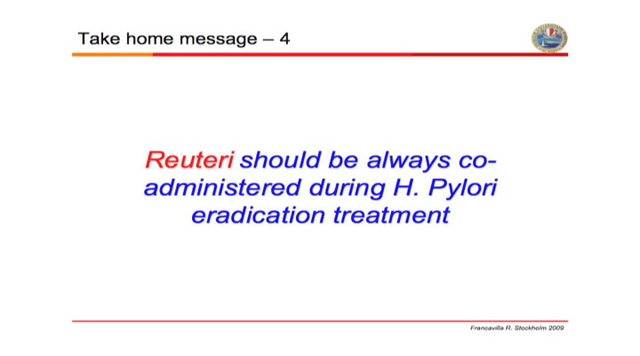 Take home message – 4
Reuteri should be always co-
administered during H. Pylori
eradication treatment
Francavilla R. Stockholm 2009